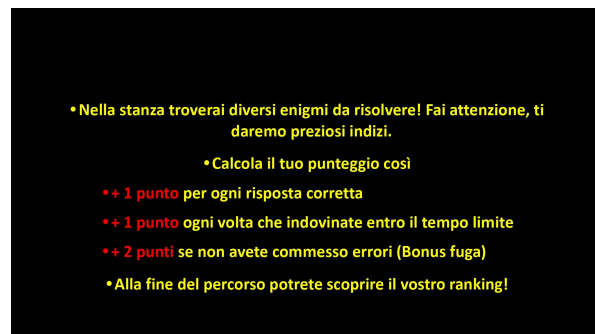 •Nella stanza troverai diversi enigmi da risolvere! Fai attenzione, ti
daremo preziosi indizi.
•Calcola il tuo punteggio così
•+ 1 punto per ogni risposta corretta
•+ 1 punto ogni volta che indovinate entro il tempo limite
•+ 2 punti se non avete commesso errori (Bonus fuga)
•Alla fine del percorso potrete scoprire il vostro ranking!